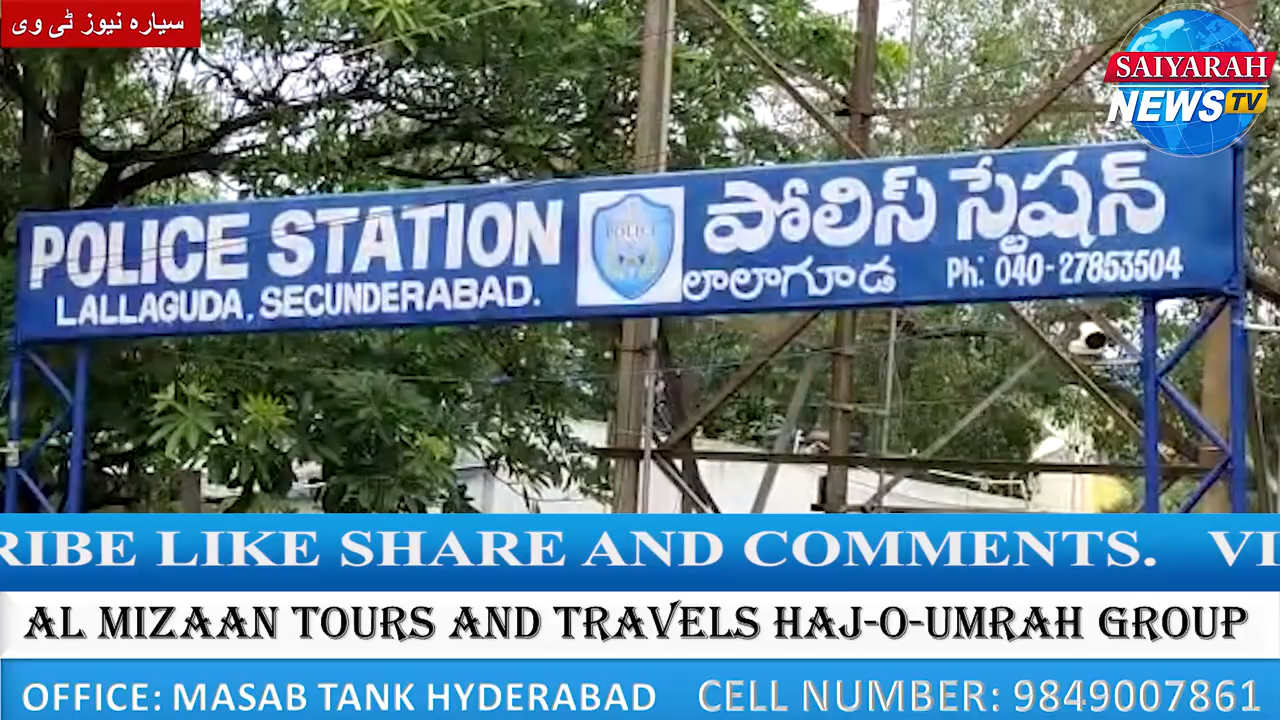 سیارہ نیوز ٹی وی
SAIYARAH
NEWS TV
POLICE STATION
LALLAGUDA, SECUNDERABAD.
POLICE
పోలీస్ స్టేషన్
లాలాగూడ Ph: 040-27853504
RIBE LIKE SHARE AND COMMENTS. VI
AL MIZAAN TOURS AND TRAVELS HAJ-O-UMRAH GROUP
OFFICE: MASAB TANK HYDERABAD CELL NUMBER: 9849007861